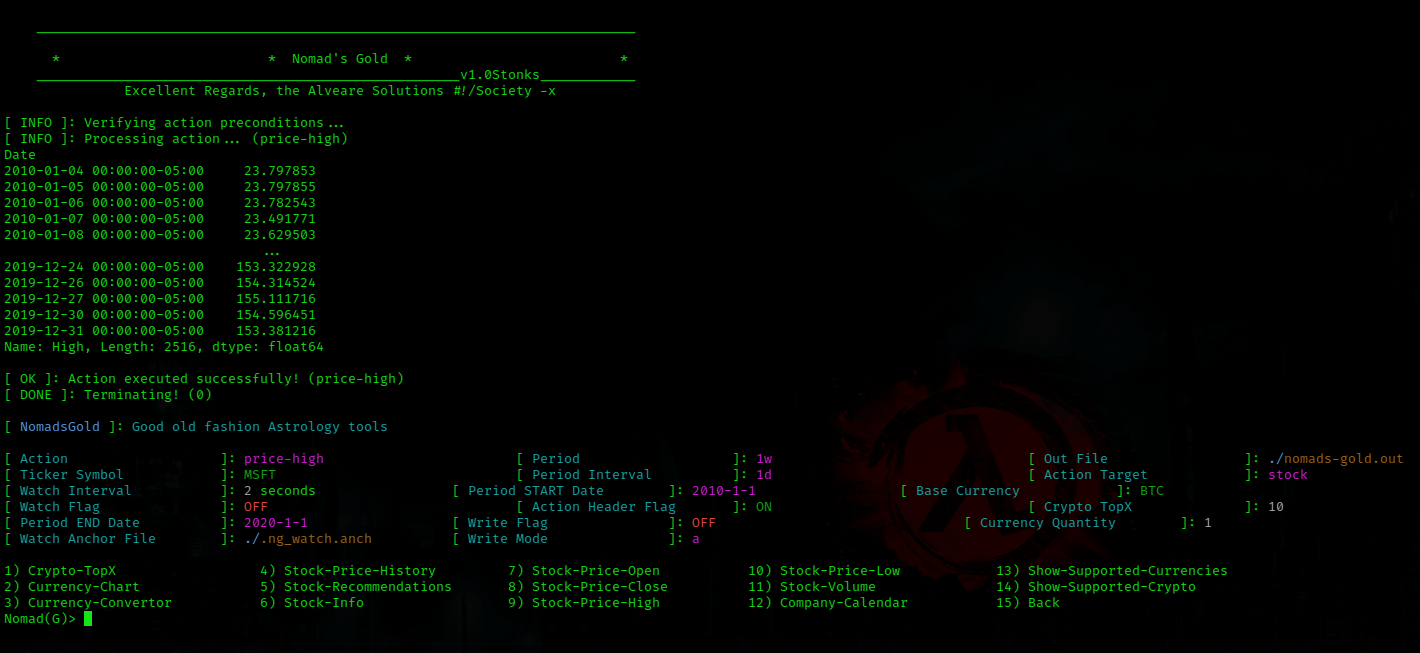 * * Nomad's Gold * *
v1.0Stonks
Excellent Regards, the Alveare Solutions #!/Society -x
[ INFO ]: Verifying action preconditions...
[ INFO ]: Processing action... (price-high)
Date
2010-01-04 00:00:00-05:00 23.797853
2010-01-05 00:00:00-05:00 23.797855
2010-01-06 00:00:00-05:00 23.782543
2010-01-07 00:00:00-05:00 23.491771
2010-01-08 00:00:00-05:00 23.629503
...
2019-12-24 00:00:00-05:00 153.322928
2019-12-26 00:00:00-05:00 154.314524
2019-12-27 00:00:00-05:00 155.111716
2019-12-30 00:00:00-05:00 154.596451
2019-12-31 00:00:00-05:00 153.381216
Name: High, Length: 2516, dtype: float64
[ OK ]: Action executed successfully! (price-high)
[ DONE ]: Terminating! (0)
[ NomadsGold ]: Good old fashion Astrology tools
[ Action ]: price-high [ Period ]: 1w [ Out File ]: ./nomads-gold.out
[ Ticker Symbol ]: MSFT [ Period Interval ]: 1d [ Action Target ]: stock
[ Watch Interval ]: 2 seconds [ Period START Date ]: 2010-1-1 [ Base Currency ]: BTC
[ Watch Flag ]: OFF [ Action Header Flag ]: ON [ Crypto TopX ]: 10
[ Period END Date ]: 2020-1-1 [ Write Flag ]: OFF [ Currency Quantity ]: 1
[ Watch Anchor File ]: ./.ng_watch.anch [ Write Mode ]: a
1) Crypto-TopX 4) Stock-Price-History 7) Stock-Price-Open 10) Stock-Price-Low 13) Show-Supported-Currencies
2) Currency-Chart 5) Stock-Recommendations 8) Stock-Price-Close 11) Stock-Volume 14) Show-Supported-Crypto
3) Currency-Convertor 6) Stock-Info 9) Stock-Price-High 12) Company-Calendar 15) Back
Nomad(G)>